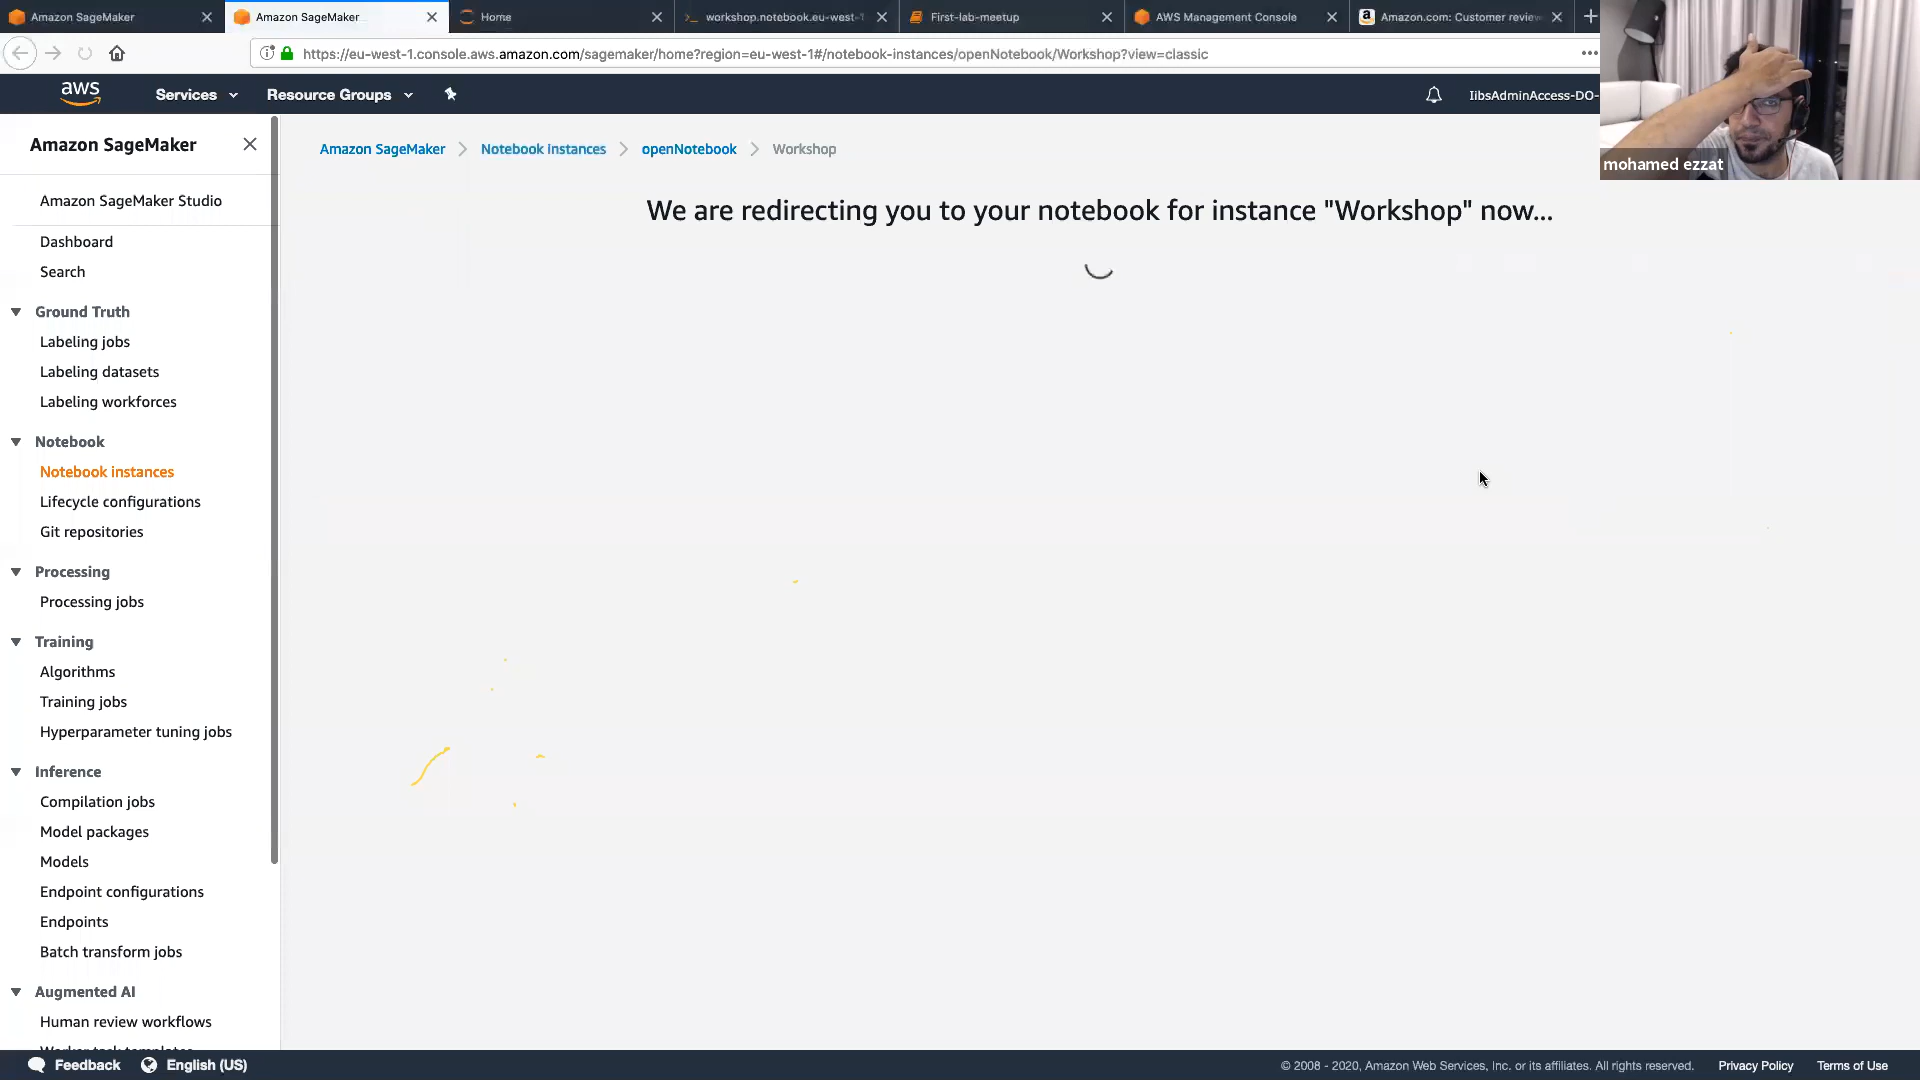 Amazon SageMaker
Amazon SageMaker
Home
workshop.notebook.eu-west-1
First-lab-meetup
AWS Management Console
Amazon.com: Customer review
https://eu-west-1.console.aws.amazon.com/sagemaker/home?region=eu-west-1#/notebook-instances/openNotebook/Workshop?view=classic
aws
Services
Resource Groups
IibsAdminAccess-DO-
mohamed ezzat
Amazon SageMaker
Amazon SageMaker Studio
Dashboard
Search
Ground Truth
Labeling jobs
Labeling datasets
Labeling workforces
Notebook
Notebook instances
Lifecycle configurations
Git repositories
Processing
Processing jobs
Training
Algorithms
Training jobs
Hyperparameter tuning jobs
Inference
Compilation jobs
Model packages
Models
Endpoint configurations
Endpoints
Batch transform jobs
Augmented AI
Human review workflows
Amazon SageMaker > Notebook instances > openNotebook > Workshop
We are redirecting you to your notebook for instance "Workshop" now...
Feedback
English (US)
© 2008 - 2020, Amazon Web Services, Inc. or its affiliates. All rights reserved.
Privacy Policy
Terms of Use